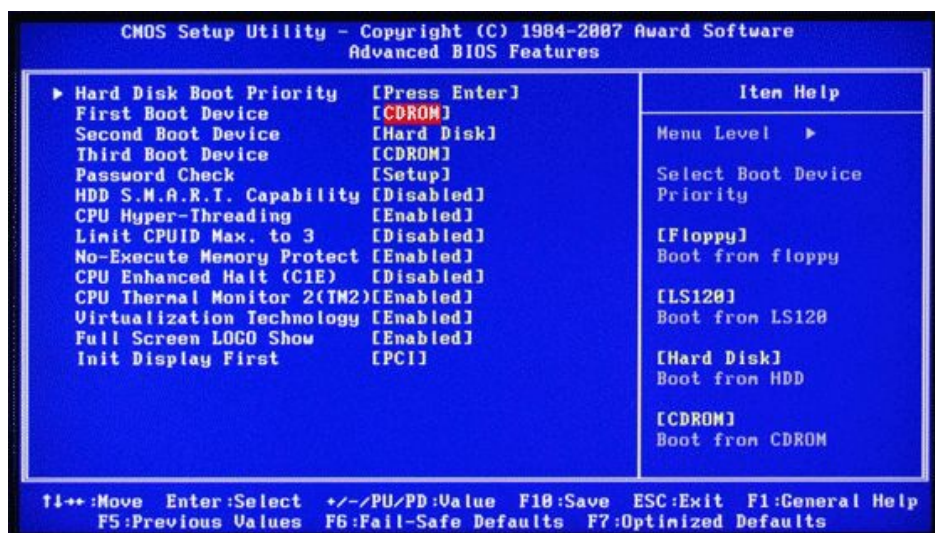 CMOS Setup Utility - Copyright (C) 1984-2007 Award Software
Advanced BIOS Features
▶ Hard Disk Boot Priority [Press Enter]
First Boot Device [CDROM]
Second Boot Device [Hard Disk]
Third Boot Device [CDROM]
Password Check [Setup]
HDD S.M.A.R.T. Capability [Disabled]
CPU Hyper-Threading [Enabled]
Limit CPUID Max. to 3 [Disabled]
No-Execute Memory Protect [Enabled]
CPU Enhanced Halt (C1E) [Disabled]
CPU Thermal Monitor 2(TM2)[Enabled]
Virtualization Technology [Enabled]
Full Screen LOGO Show [Enabled]
Init Display First [PCI]
Item Help
Menu Level ▶
Select Boot Device
Priority
[Floppy]
Boot from floppy
[LS120]
Boot from LS120
[Hard Disk]
Boot from HDD
[CDROM]
Boot from CDROM
↑↓→←:Move Enter:Select +/-/PU/PD:Value F10:Save ESC:Exit F1:General Help
F5:Previous Values F6:Fail-Safe Defaults F7:Optimized Defaults